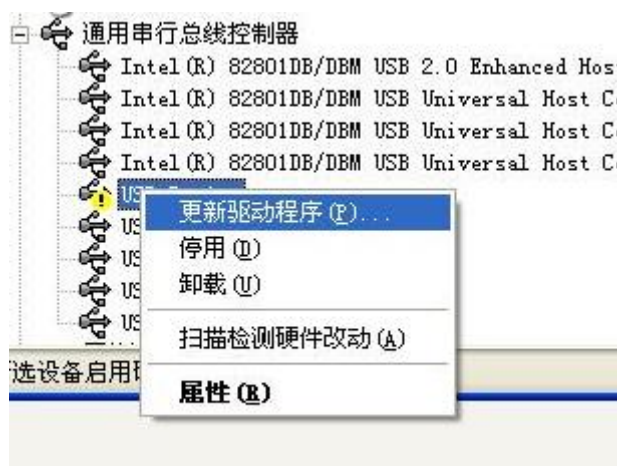 通用串行总线控制器
Intel(R) 82801DB/DBM USB 2.0 Enhanced Hos
Intel(R) 82801DB/DBM USB Universal Host C
Intel(R) 82801DB/DBM USB Universal Host C
Intel(R) 82801DB/DBM USB Universal Host C
更新驱动程序(P)...
停用(D)
卸载(U)
扫描检测硬件改动(A)
属性(R)
选设备启用